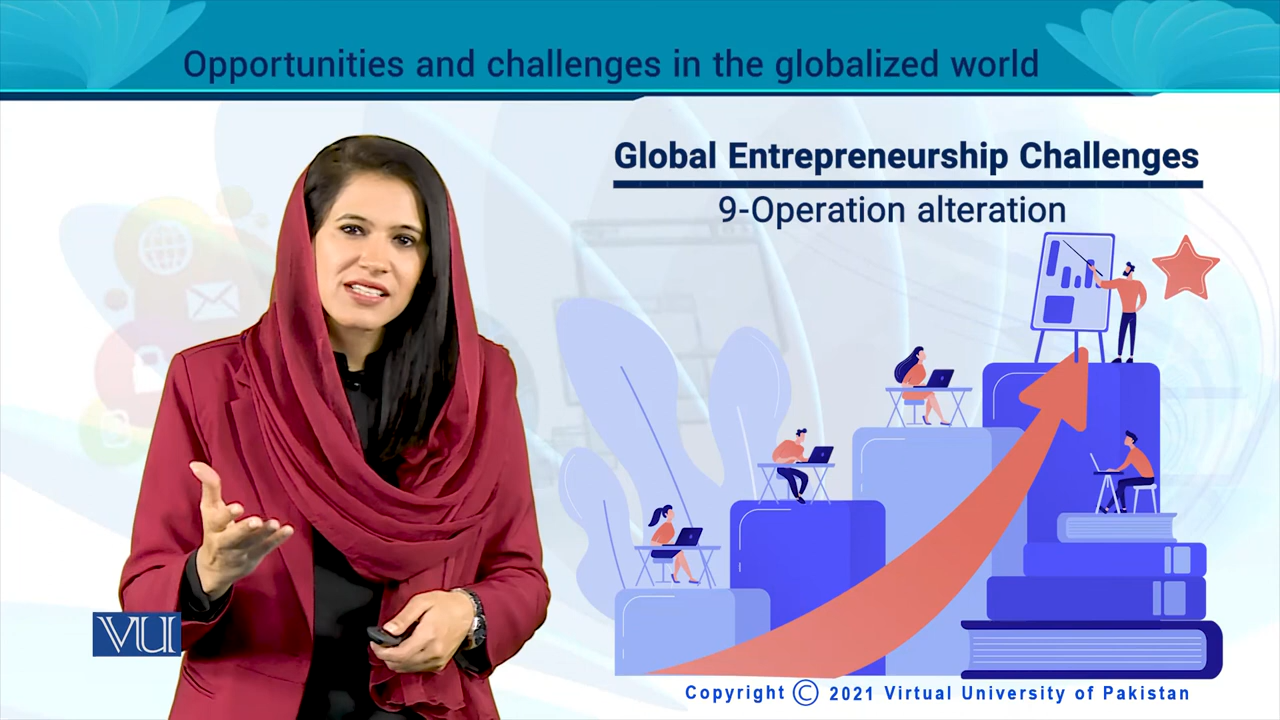 Opportunities and challenges in the globalized world
Global Entrepreneurship Challenges
9-Operation alteration
VU
Copyright © 2021 Virtual University of Pakistan